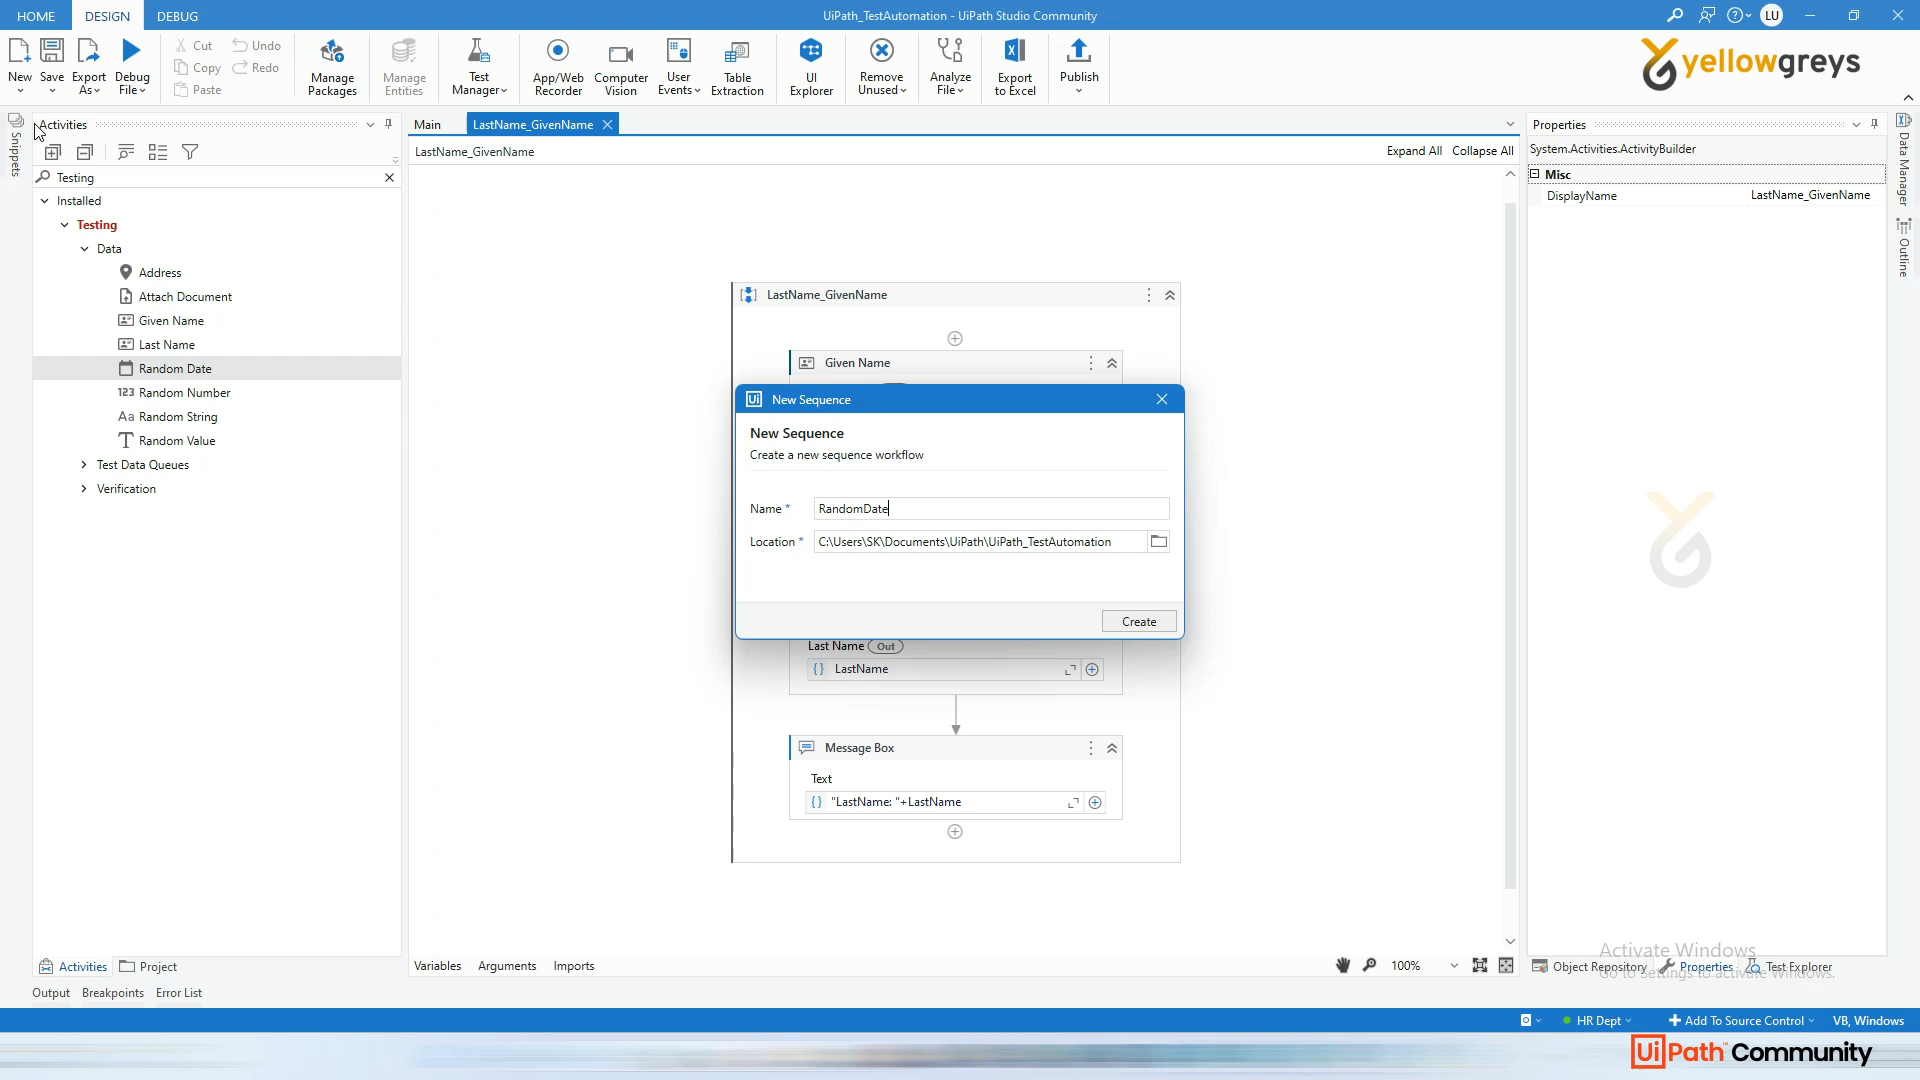 HOME DESIGN DEBUG UiPath_TestAutomation - UiPath Studio Community LU
New Save Export As Debug File Cut Copy Paste Undo Redo Manage Packages Manage Entities Test Manager App/Web Recorder Computer Vision User Events Table Extraction UI Explorer Remove Unused Analyze File Export to Excel Publish
yellowgreys
Snippets
Activities
Testing
Installed
Testing
Data
Address
Attach Document
Given Name
Last Name
Random Date
123 Random Number
Aa Random String
Random Value
Test Data Queues
Verification
Activities Project
Main LastName_GivenName
LastName_GivenName Expand All Collapse All
LastName_GivenName
Given Name
Ui New Sequence
New Sequence
Create a new sequence workflow
Name * RandomDate
Location * C:\Users\SK\Documents\UiPath\UiPath_TestAutomation
Create
Last Name Out
{} LastName
Message Box
Text
{} "LastName: "+LastName
Variables Arguments Imports 100%
Properties
System.Activities.ActivityBuilder
Misc
DisplayName LastName_GivenName
Data Manager
Outline
Activate Windows
Go to Settings to activate Windows.
Object Repository Properties Test Explorer
Output Breakpoints Error List
HR Dept Add To Source Control VB, Windows
UiPath™ Community